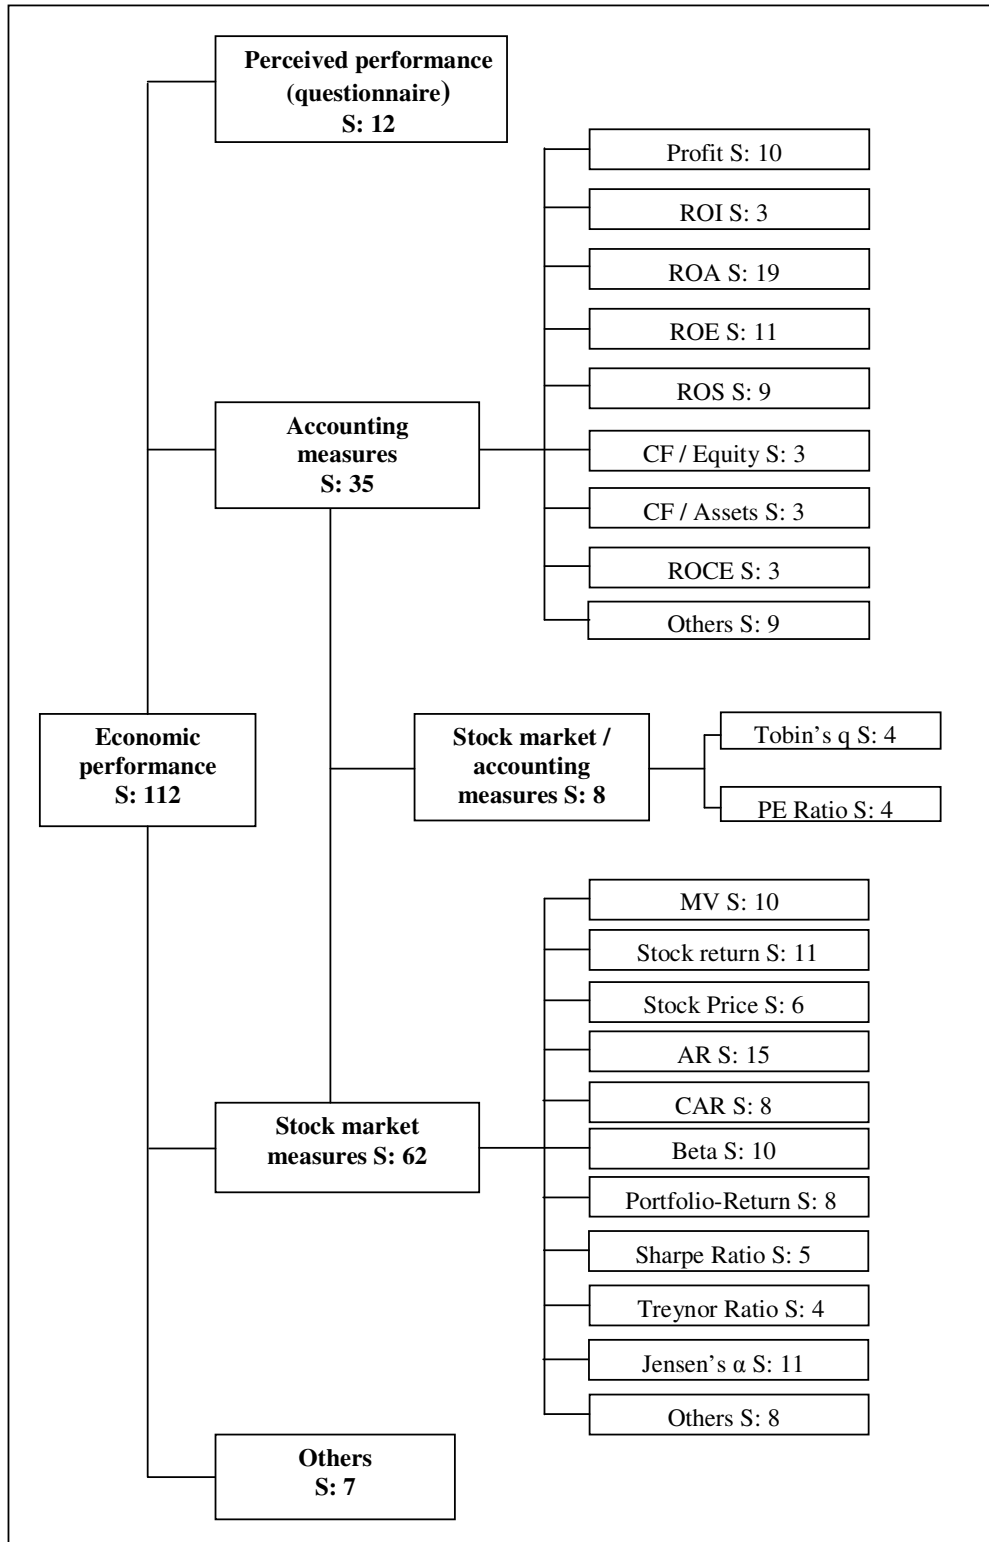 Perceived performance
(questionnaire)
S: 12
Profit S: 10
ROI S: 3
ROA S: 19
ROE S: 11
ROS S: 9
Accounting
measures
S: 35
CF / Equity S: 3
CF / Assets S: 3
ROCE S: 3
Others S: 9
Economic
performance
S: 112
Stock market /
accounting
measures S: 8
Tobin’s q S: 4
PE Ratio S: 4
MV S: 10
Stock return S: 11
Stock Price S: 6
AR S: 15
CAR S: 8
Stock market
measures S: 62
Beta S: 10
Portfolio-Return S: 8
Sharpe Ratio S: 5
Treynor Ratio S: 4
Jensen’s α S: 11
Others S: 8
Others
S: 7